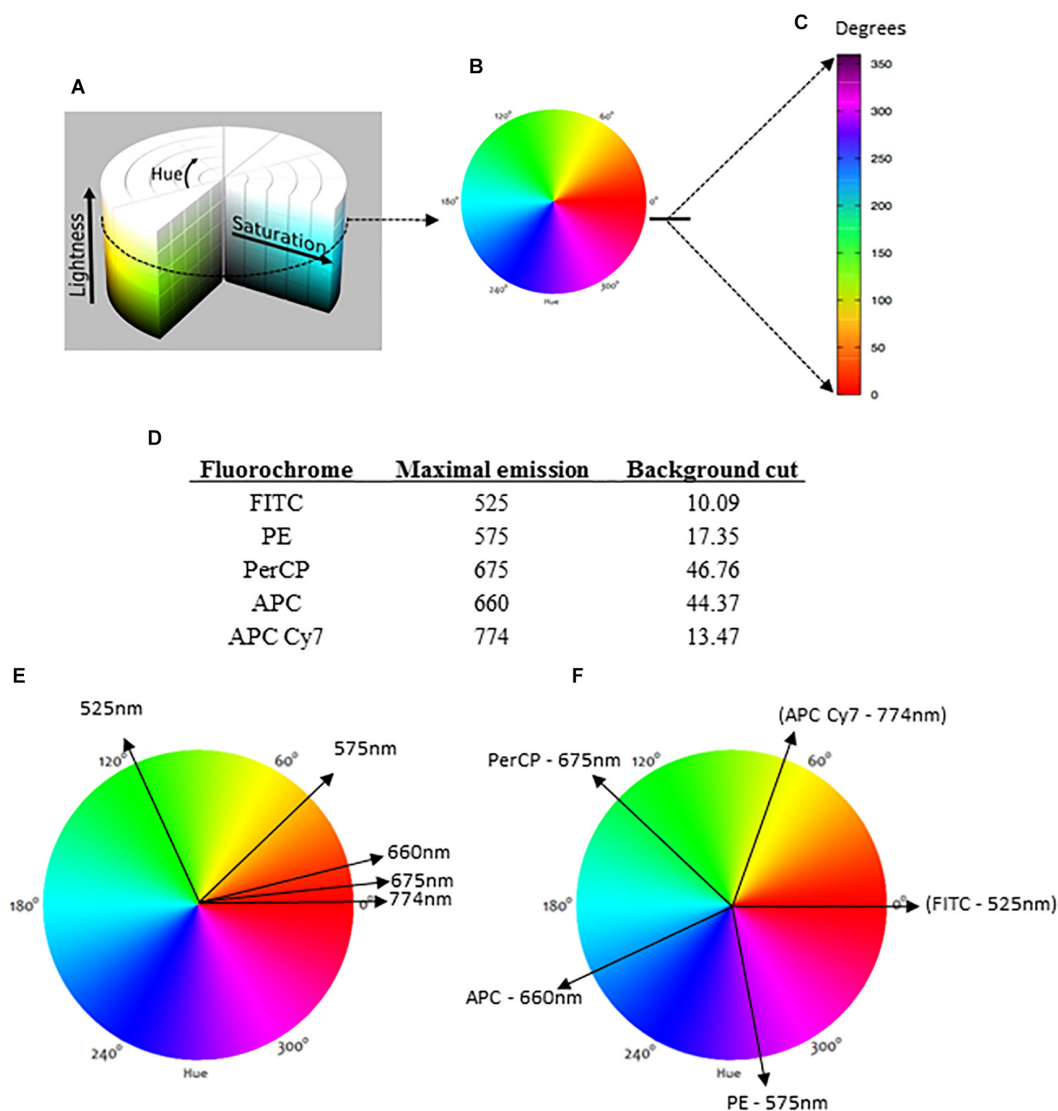 A
Hue
Saturation
Lightness
B
120°
60°
180°
0°
240°
300°
Hue
C
Degrees
350
300
250
200
150
100
50
0
D
Fluorochrome Maximal emission Background cut
FITC 525 10.09
PE 575 17.35
PerCP 675 46.76
APC 660 44.37
APC Cy7 774 13.47
E
525nm
575nm
120°
60°
660nm
675nm
774nm
180°
0°
240°
300°
Hue
F
(APC Cy7 - 774nm)
PerCP - 675nm
120°
60°
180°
0°
(FITC - 525nm)
APC - 660nm
240°
300°
Hue
PE - 575nm